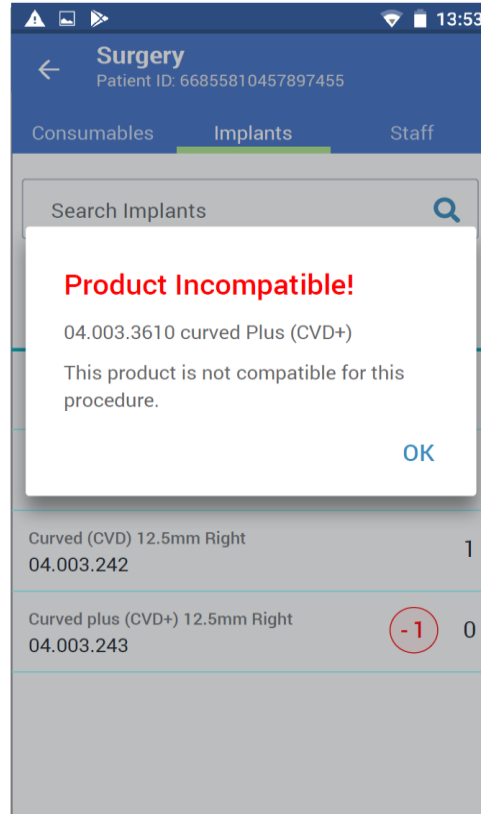 13:53
Surgery
Patient ID: 66855810457897455
Consumables Implants Staff
Search Implants
Product Incompatible!
04.003.3610 curved Plus (CVD+)
This product is not compatible for this
procedure.
OK
Curved (CVD) 12.5mm Right
1
04.003.242
Curved plus (CVD+) 12.5mm Right
-1 0
04.003.243